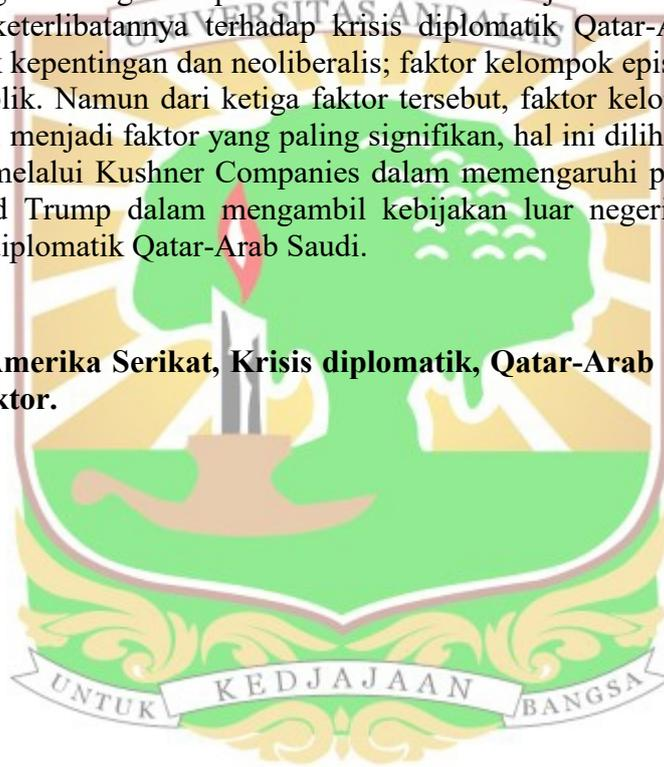 UNIVERSITAS ANDALAS
keterlibatannya terhadap krisis diplomatik Qatar-A
kepentingan dan neoliberalis; faktor kelompok epis
lik. Namun dari ketiga faktor tersebut, faktor kelo
menjadi faktor yang paling signifikan, hal ini dilih
melalui Kushner Companies dalam memengaruhi p
d Trump dalam mengambil kebijakan luar negeri
iplomatik Qatar-Arab Saudi.
Amerika Serikat, Krisis diplomatik, Qatar-Arab
ktor.
UNTUK KEDJAJAAN BANGSA